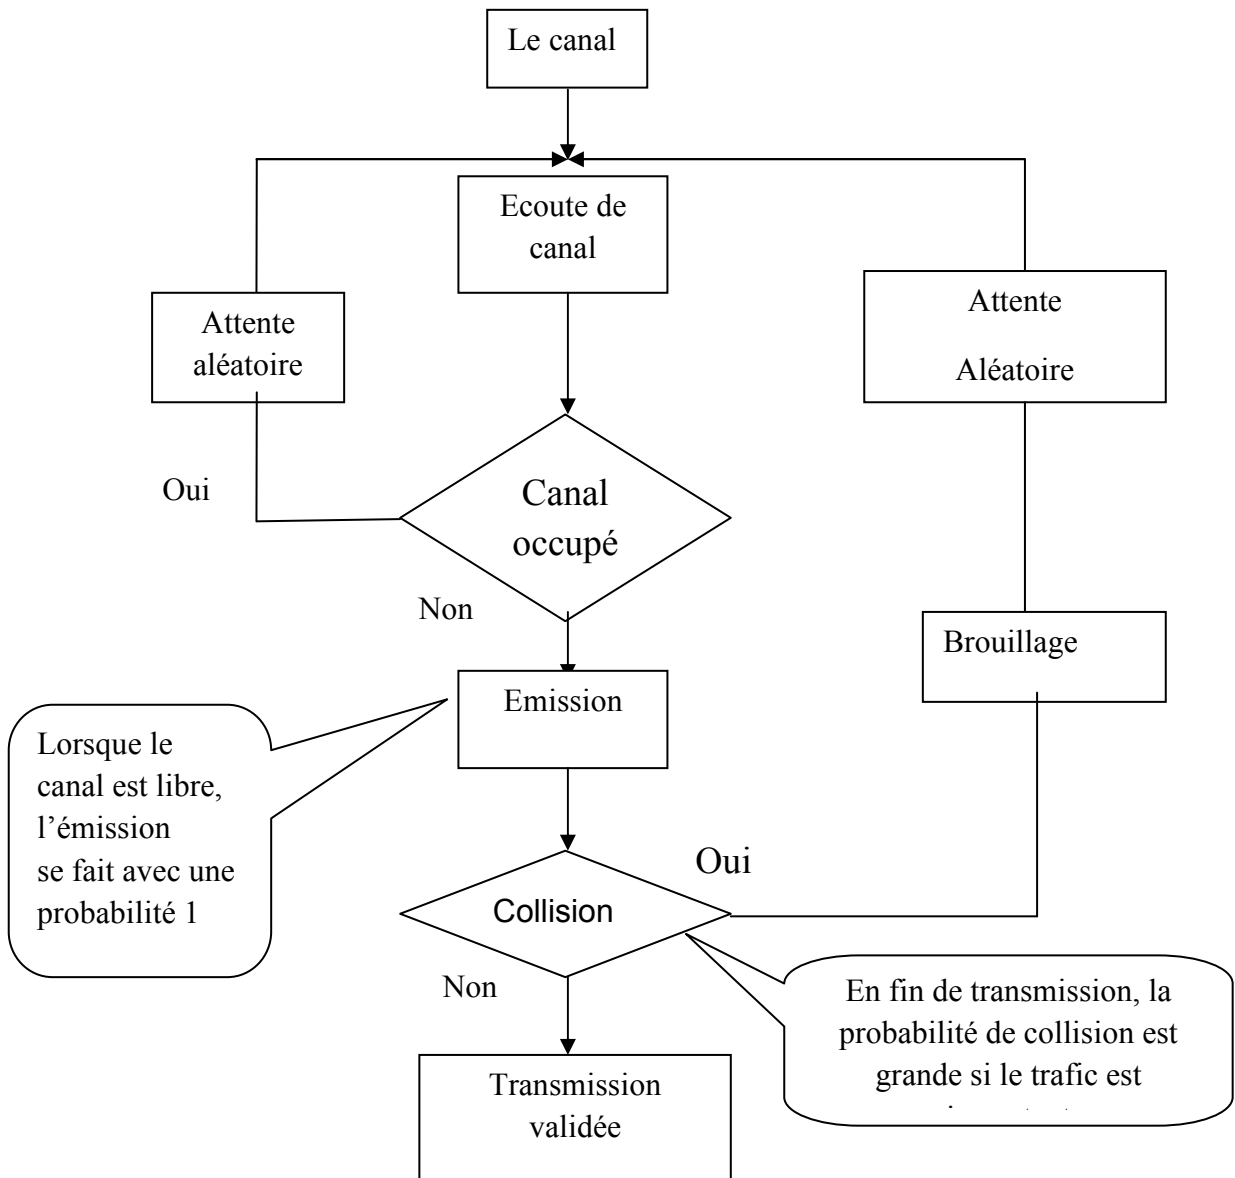 Le canal
Ecoute de
canal
Attente
aléatoire
Attente
Aléatoire
Oui
Canal
occupé
Non
Brouillage
Emission
Lorsque le
canal est libre,
l’émission
se fait avec une
probabilité 1
Oui
Collision
Non
En fin de transmission, la
probabilité de collision est
grande si le trafic est
Transmission
validée